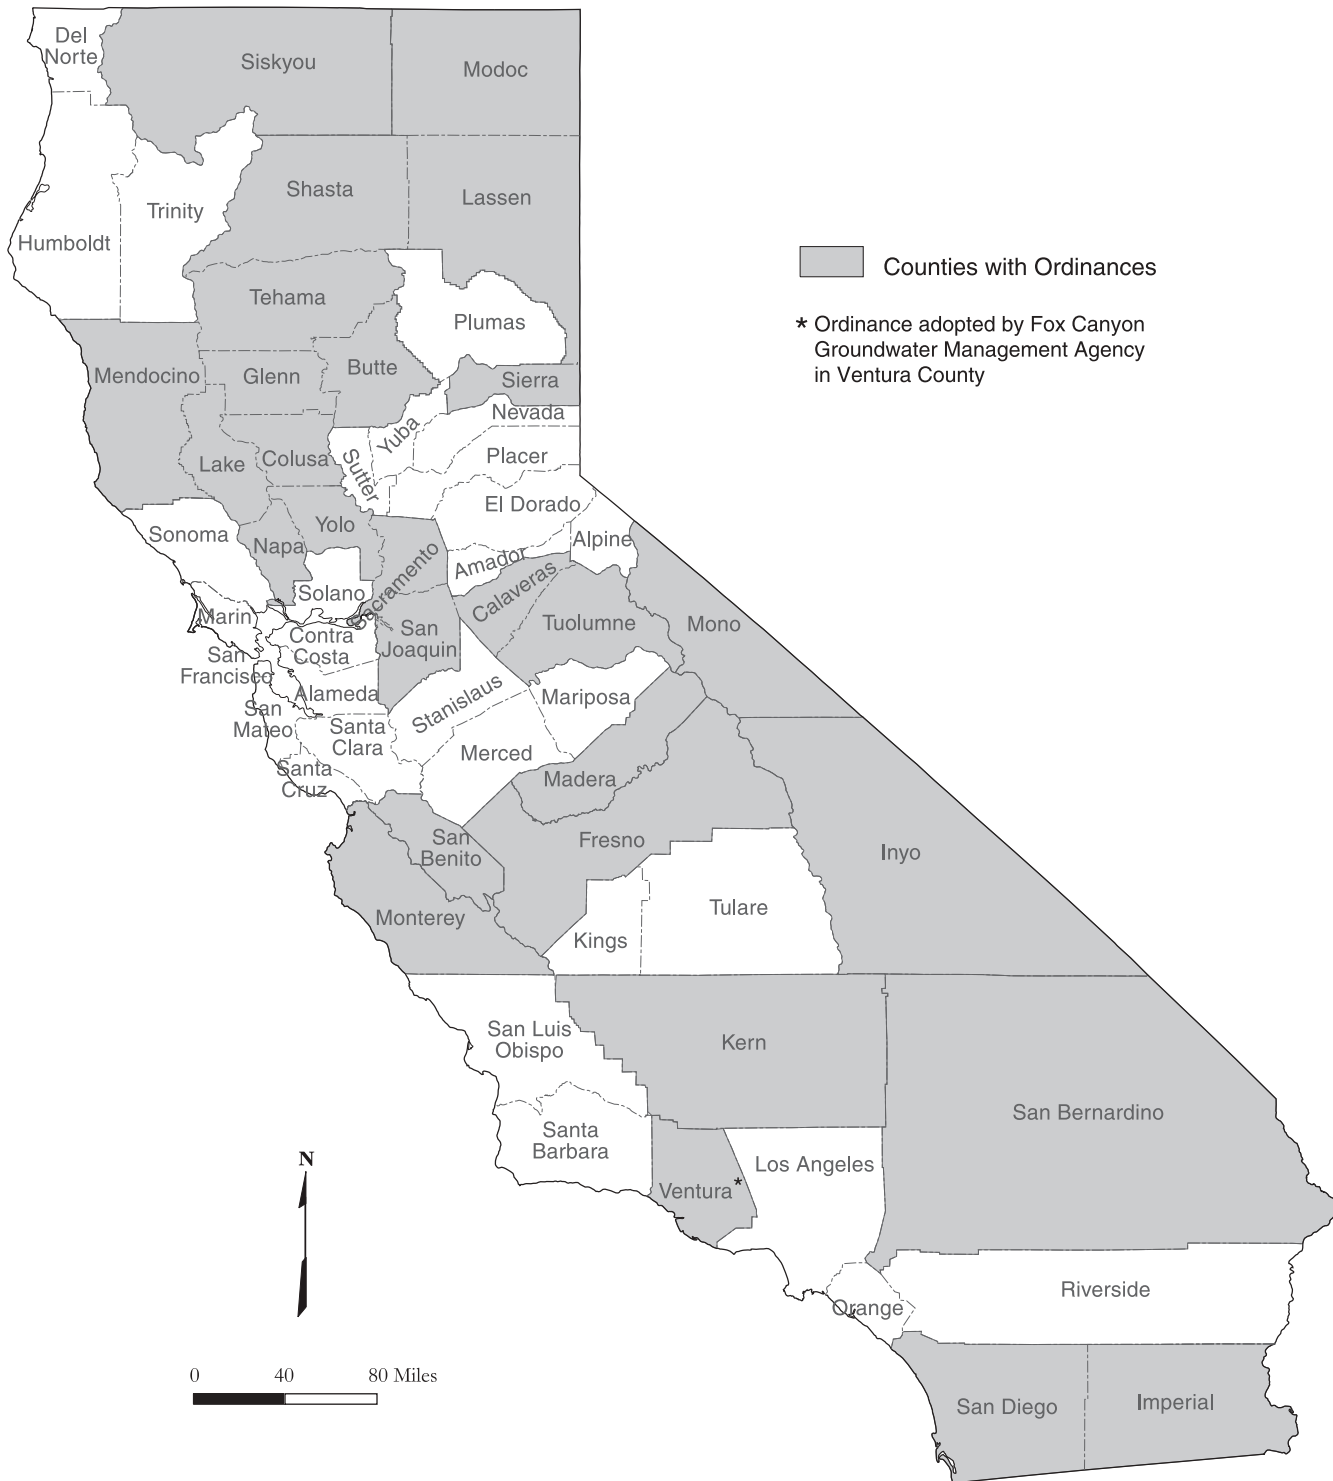 Del
Norte
Siskyou
Modoc
Humboldt
Trinity
Shasta
Lassen
Tehama
Plumas
Mendocino
Glenn
Butte
Sierra
Nevada
Yuba
Placer
Lake
Colusa
Sutter
El Dorado
Sonoma
Napa
Yolo
Alpine
Amador
Sacramento
Calaveras
Solano
Marin
San
Joaquin
Tuolumne
Mono
Contra
Costa
San
Francisco
Alameda
Stanislaus
Mariposa
San
Mateo
Santa
Clara
Merced
Santa
Cruz
Madera
San
Benito
Fresno
Inyo
Monterey
Kings
Tulare
San Luis
Obispo
Kern
San Bernardino
Santa
Barbara
Ventura*
Los Angeles
Orange
Riverside
San Diego
Imperial
Counties with Ordinances
* Ordinance adopted by Fox Canyon
Groundwater Management Agency
in Ventura County
N
0 40 80 Miles